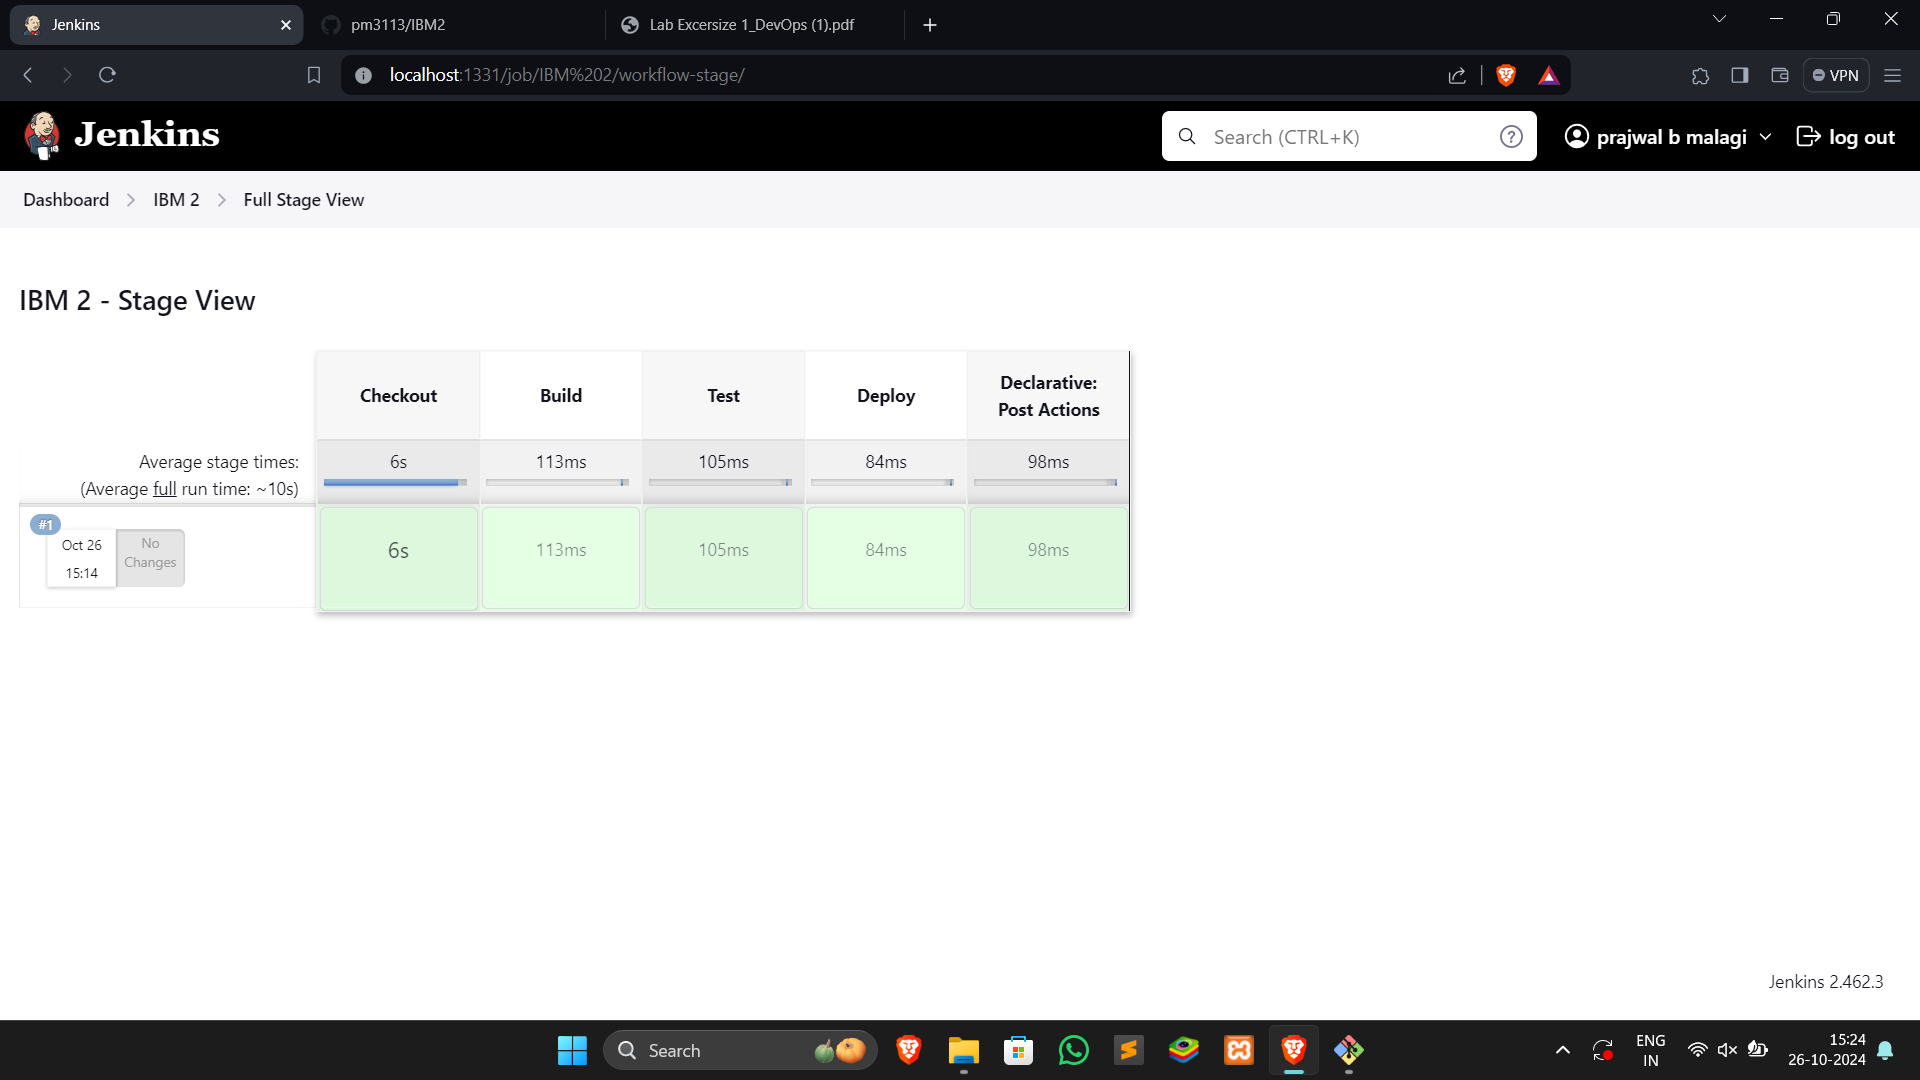 Jenkins
pm3113/IBM2
Lab Excersize 1_DevOps (1).pdf
localhost:1331/job/IBM%202/workflow-stage/
VPN
Jenkins
Search (CTRL+K)
prajwal b malagi
log out
Dashboard
IBM 2
Full Stage View
IBM 2 - Stage View
Checkout
Build
Test
Deploy
Declarative:
Post Actions
Average stage times:
(Average full run time: ~10s)
6s
113ms
105ms
84ms
98ms
#1
Oct 26
15:14
No
Changes
6s
113ms
105ms
84ms
98ms
Jenkins 2.462.3
Search
ENG
IN
15:24
26-10-2024